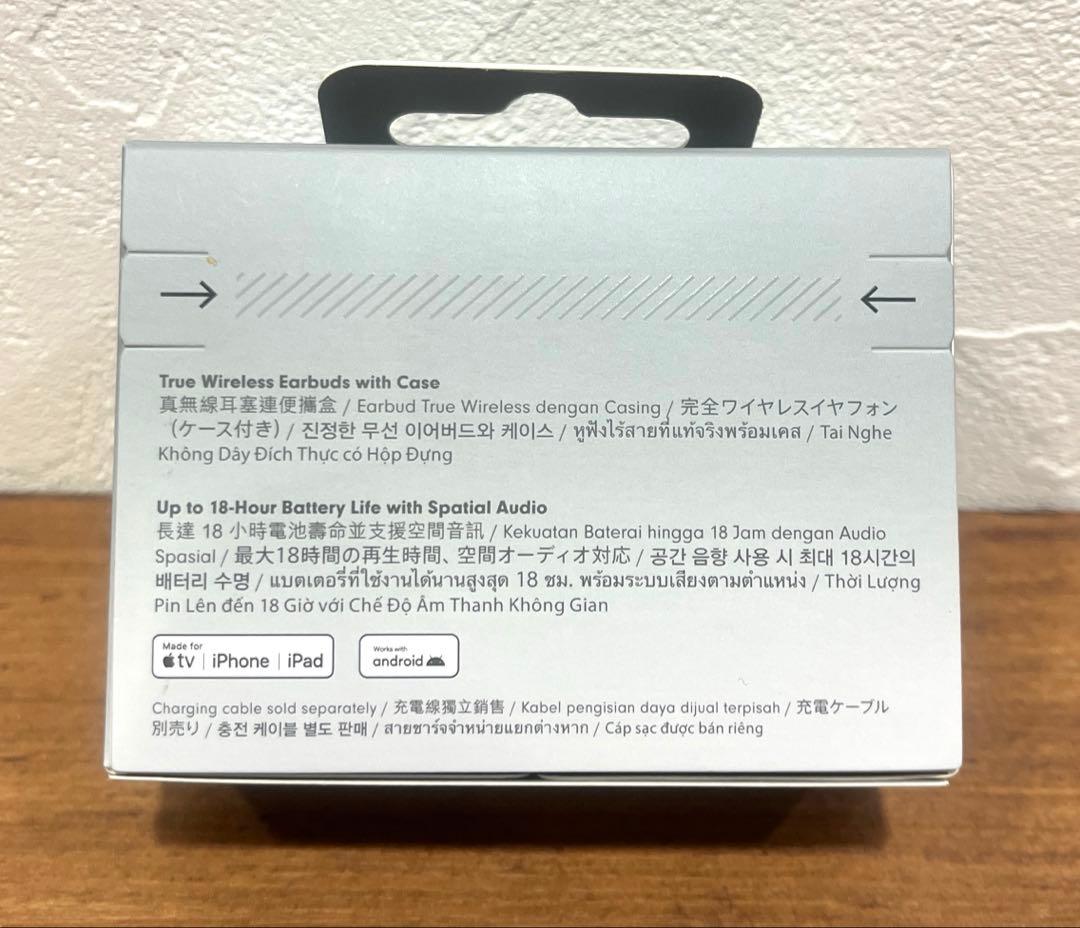 True Wireless Earbuds with Case
真無線耳塞連便攜盒 / Earbud True Wireless dengan Casing / 完全ワイヤレスイヤフォン
（ケース付き）/ 진정한 무선 이어버드와 케이스 / หูฟังไร้สายที่แท้จริงพร้อมเคส / Tai Nghe
Không Dây Đích Thực có Hộp Đựng
Up to 18-Hour Battery Life with Spatial Audio
長達 18 小時電池壽命並支援空間音訊 / Kekuatan Baterai hingga 18 Jam dengan Audio
Spasial / 最大18時間の再生時間、空間オーディオ対応 / 공간 음향 사용 시 최대 18시간의
배터리 수명 / แบตเตอรี่ที่ใช้งานได้นานสูงสุด 18 ชม. พร้อมระบบเสียงตามตำแหน่ง / Thời Lượng
Pin Lên đến 18 Giờ với Chế Độ Âm Thanh Không Gian
Made for
tv | iPhone | iPad
Works with
android
Charging cable sold separately / 充電線獨立銷售 / Kabel pengisian daya dijual terpisah / 充電ケーブル
別売り / 충전 케이블 별도 판매 / สายชาร์จจำหน่ายแยกต่างหาก / Cáp sạc được bán riêng